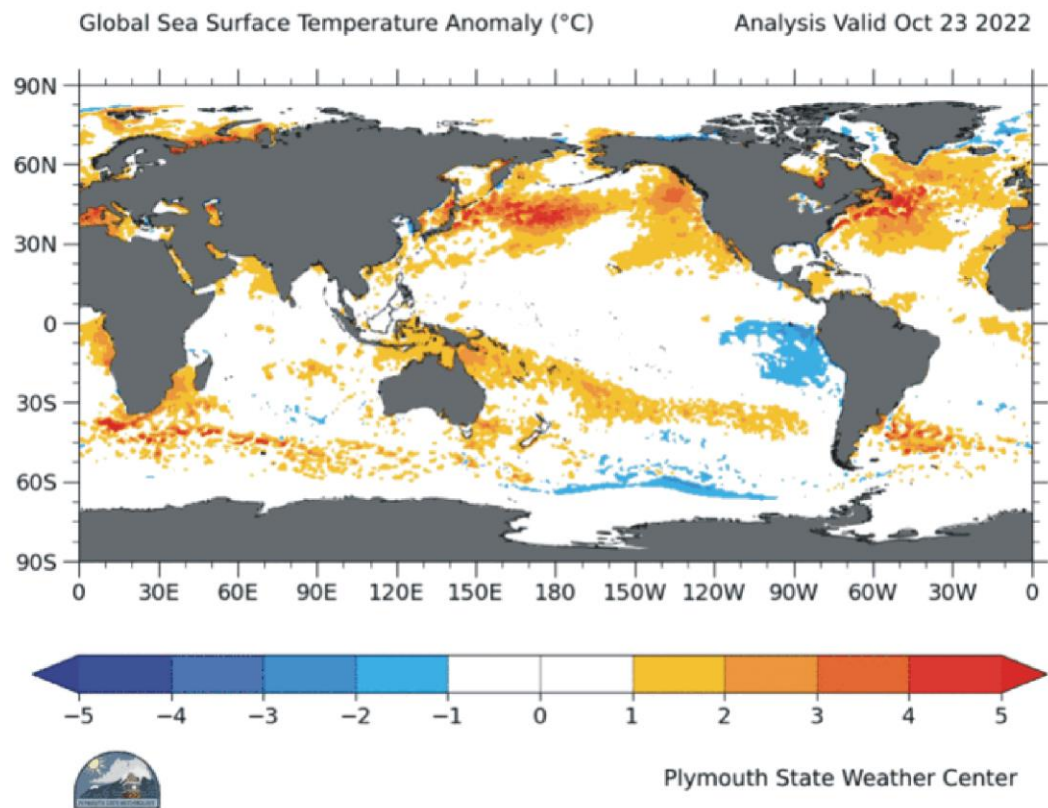 Global Sea Surface Temperature Anomaly (°C) Analysis Valid Oct 23 2022
90N
60N
30N
0
30S
60S
90S
0 30E 60E 90E 120E 150E 180 150W 120W 90W 60W 30W 0
−5 −4 −3 −2 −1 0 1 2 3 4 5
Plymouth State Weather Center